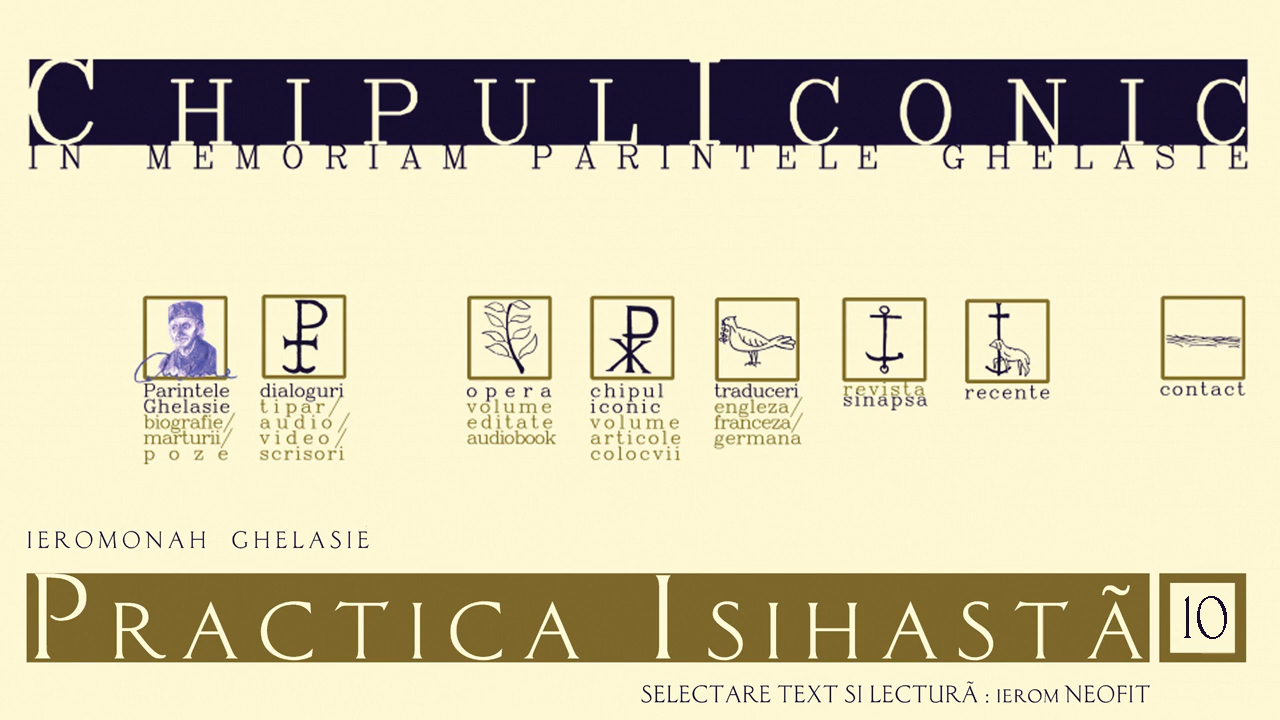 CHIPUL ICONIC
IN MEMORIAM PARINTELE GHELASIE
Parintele
Ghelasie
biografie/
marturii/
poze
dialoguri
tipar/
audio/
video/
scrisori
opera
volume
editate
audiobook
chipul
iconic
volume
articole
colocvii
traduceri
engleza/
franceza/
germana
revista
sinapsa
recente
contact
IEROMONAH GHELASIE
PRACTICA ISIHASTÃ 10
SELECTARE TEXT SI LECTURÃ : IEROM NEOFIT